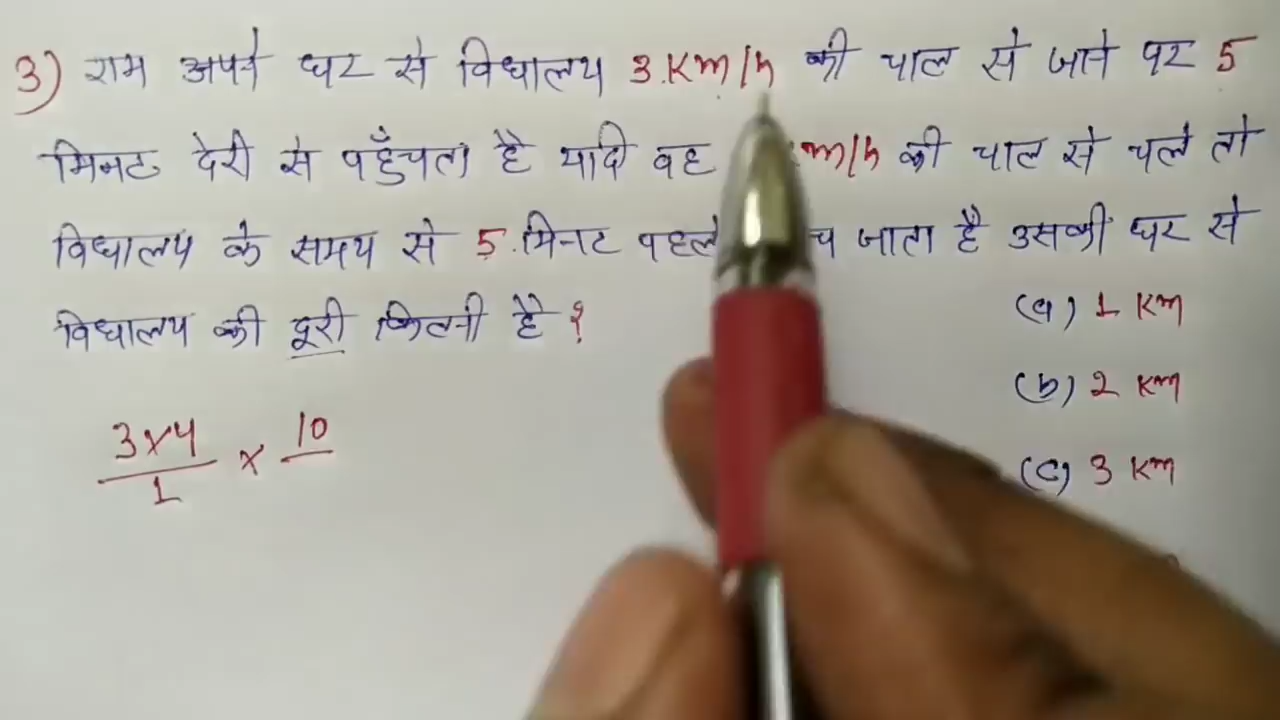 3) राम अपने घर से विधालय 3 Km/h की चाल से जाने पर 5
मिनट देरी से पहुँचता है यदि वह m/h की चाल से चले तो
विधालय के समय से 5 मिनट पहले च जाता है उसकी घर से
विधालय की दूरी कितनी है ?
(a) 1 Km
(b) 2 Km
(c) 3 Km
3×4 × 10
1